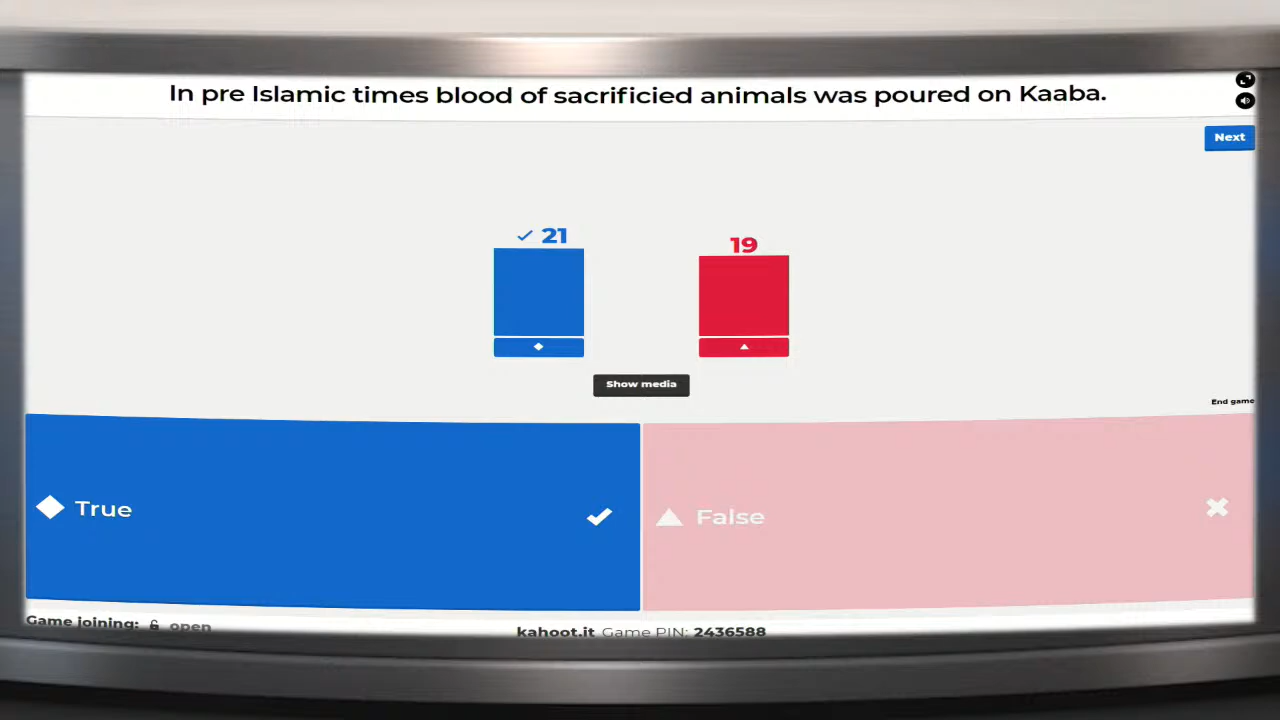 In pre Islamic times blood of sacrificied animals was poured on Kaaba.
Next
21
19
Show media
End game
True
False
Game joining: open
kahoot.it Game PIN: 2436588